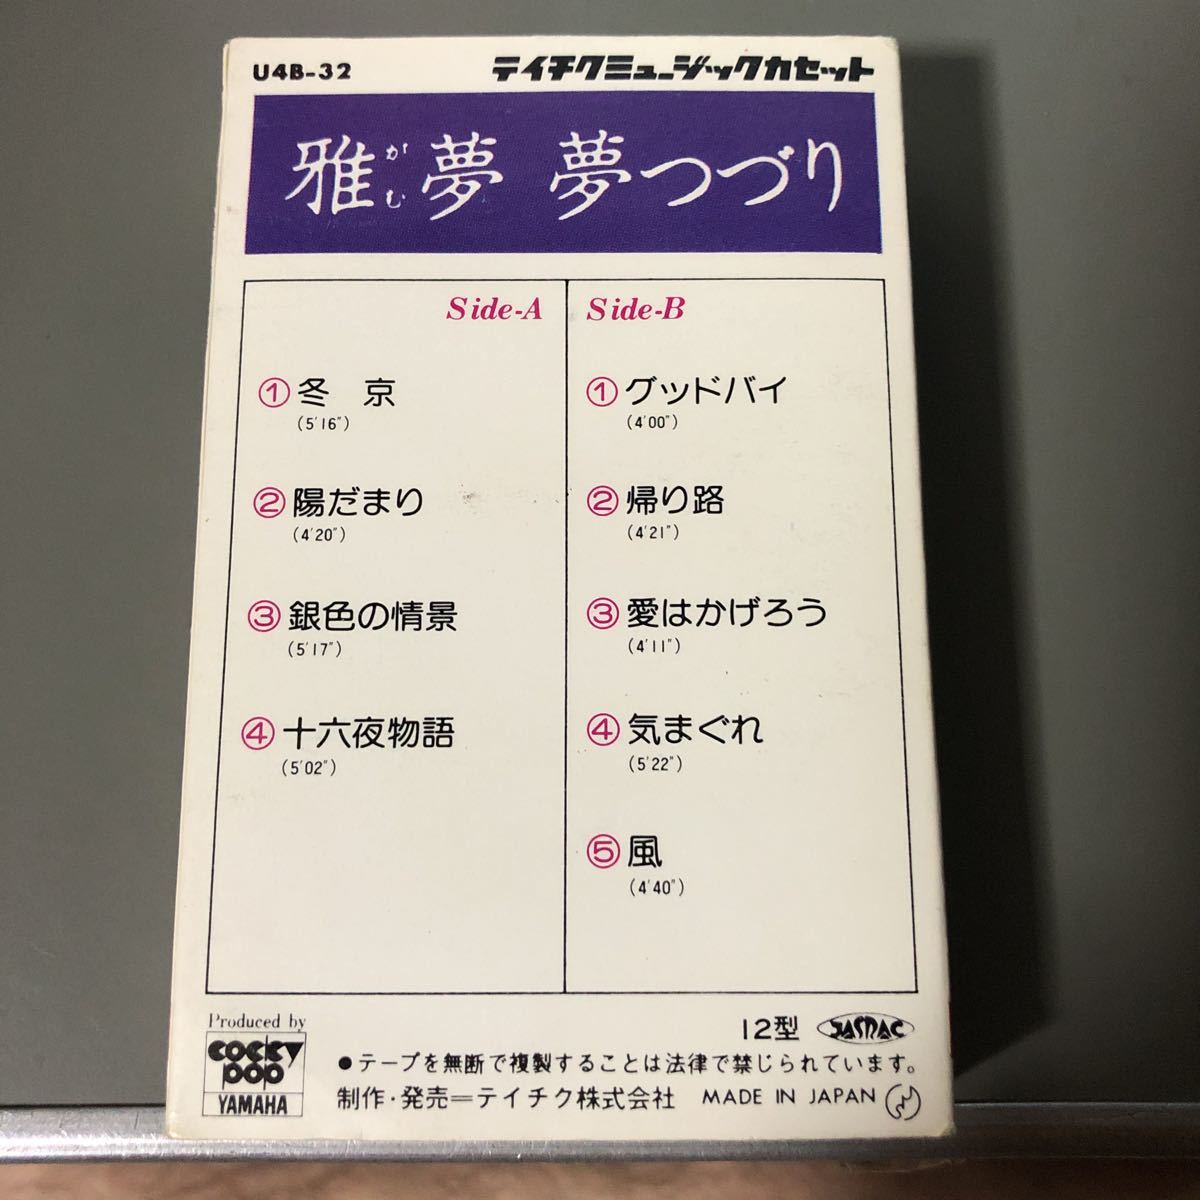 U4B-32 テイチクミュージックカセット
雅夢 夢つづり
がむ
Side-A
① 冬 京
(5'16")
② 陽だまり
(4'20")
③ 銀色の情景
(5'17")
④ 十六夜物語
(5'02")
Side-B
① グッドバイ
(4'00")
② 帰り路
(4'21")
③ 愛はかげろう
(4'11")
④ 気まぐれ
(5'22")
⑤ 風
(4'40")
Produced by
COCKY
POP
YAMAHA
12型 JASRAC
●テープを無断で複製することは法律で禁じられています。
制作・発売=テイチク株式会社 MADE IN JAPAN